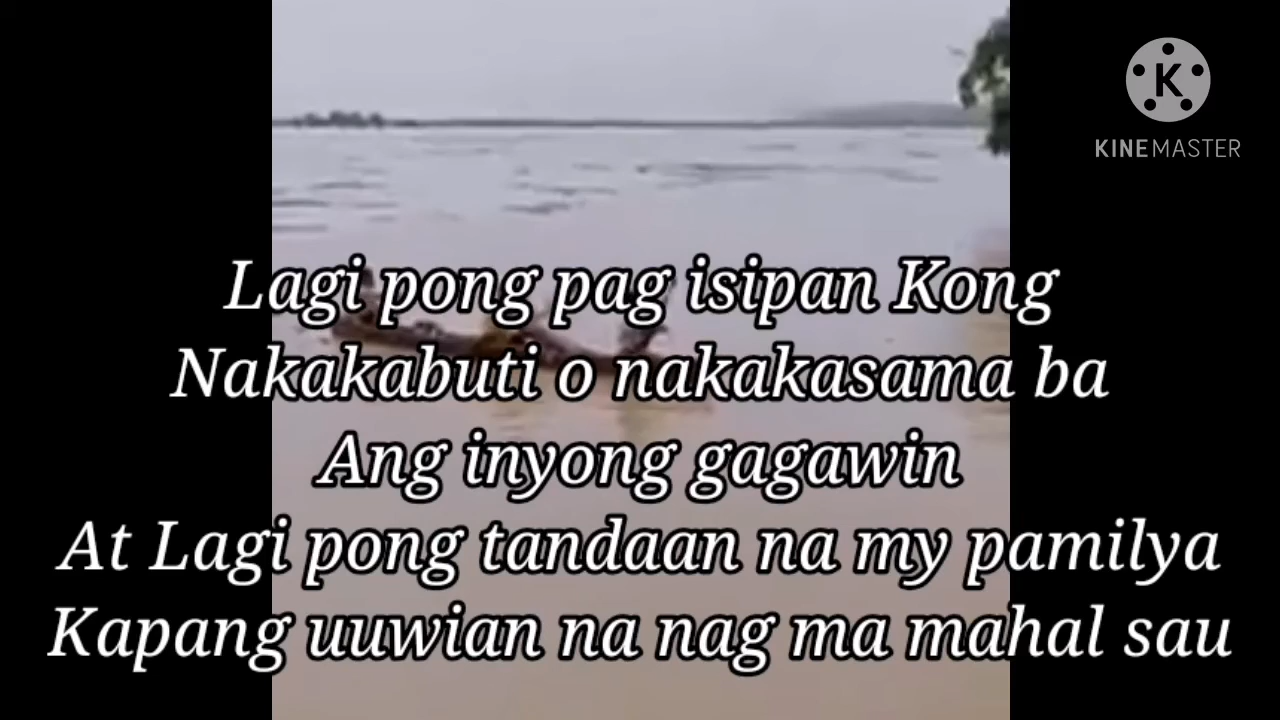 K
KINEMASTER
Lagi pong pag isipan Kong
Nakakabuti o nakakasama ba
Ang inyong gagawin
At Lagi pong tandaan na my pamilya
Kapang uuwian na nag ma mahal sau